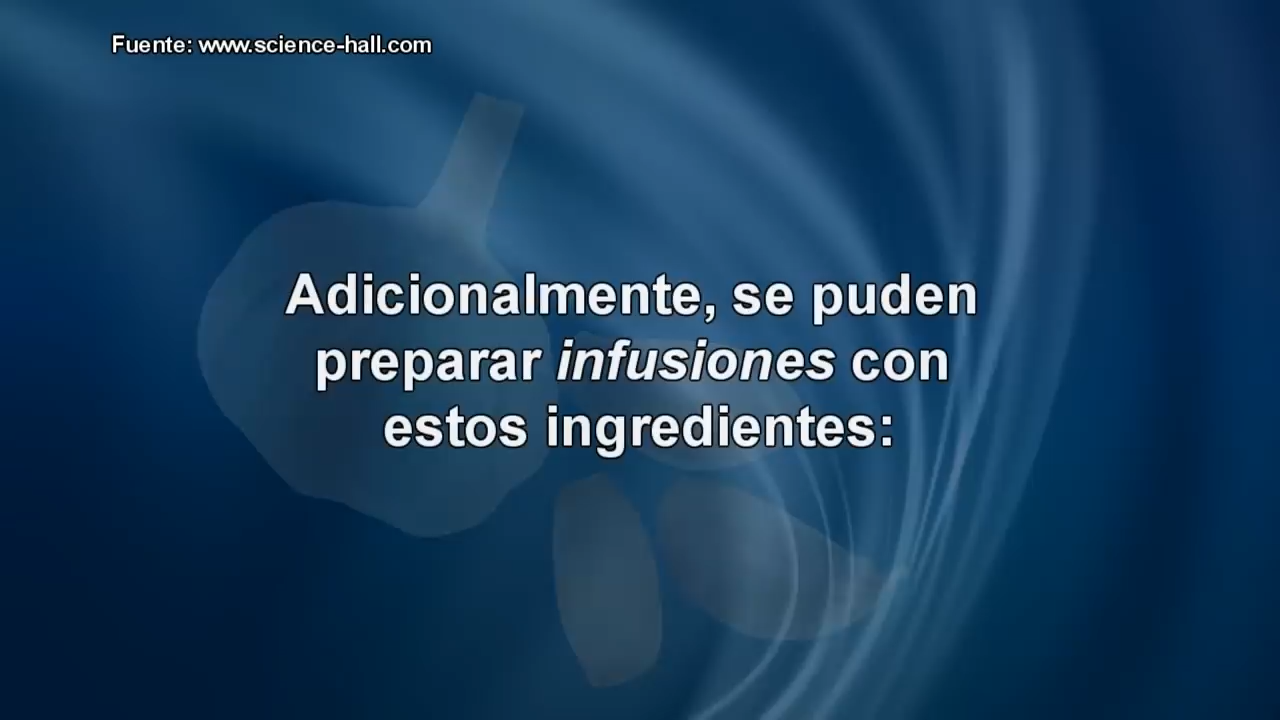 Fuente: www.science-hall.com
Adicionalmente, se puden
preparar infusiones con
estos ingredientes: